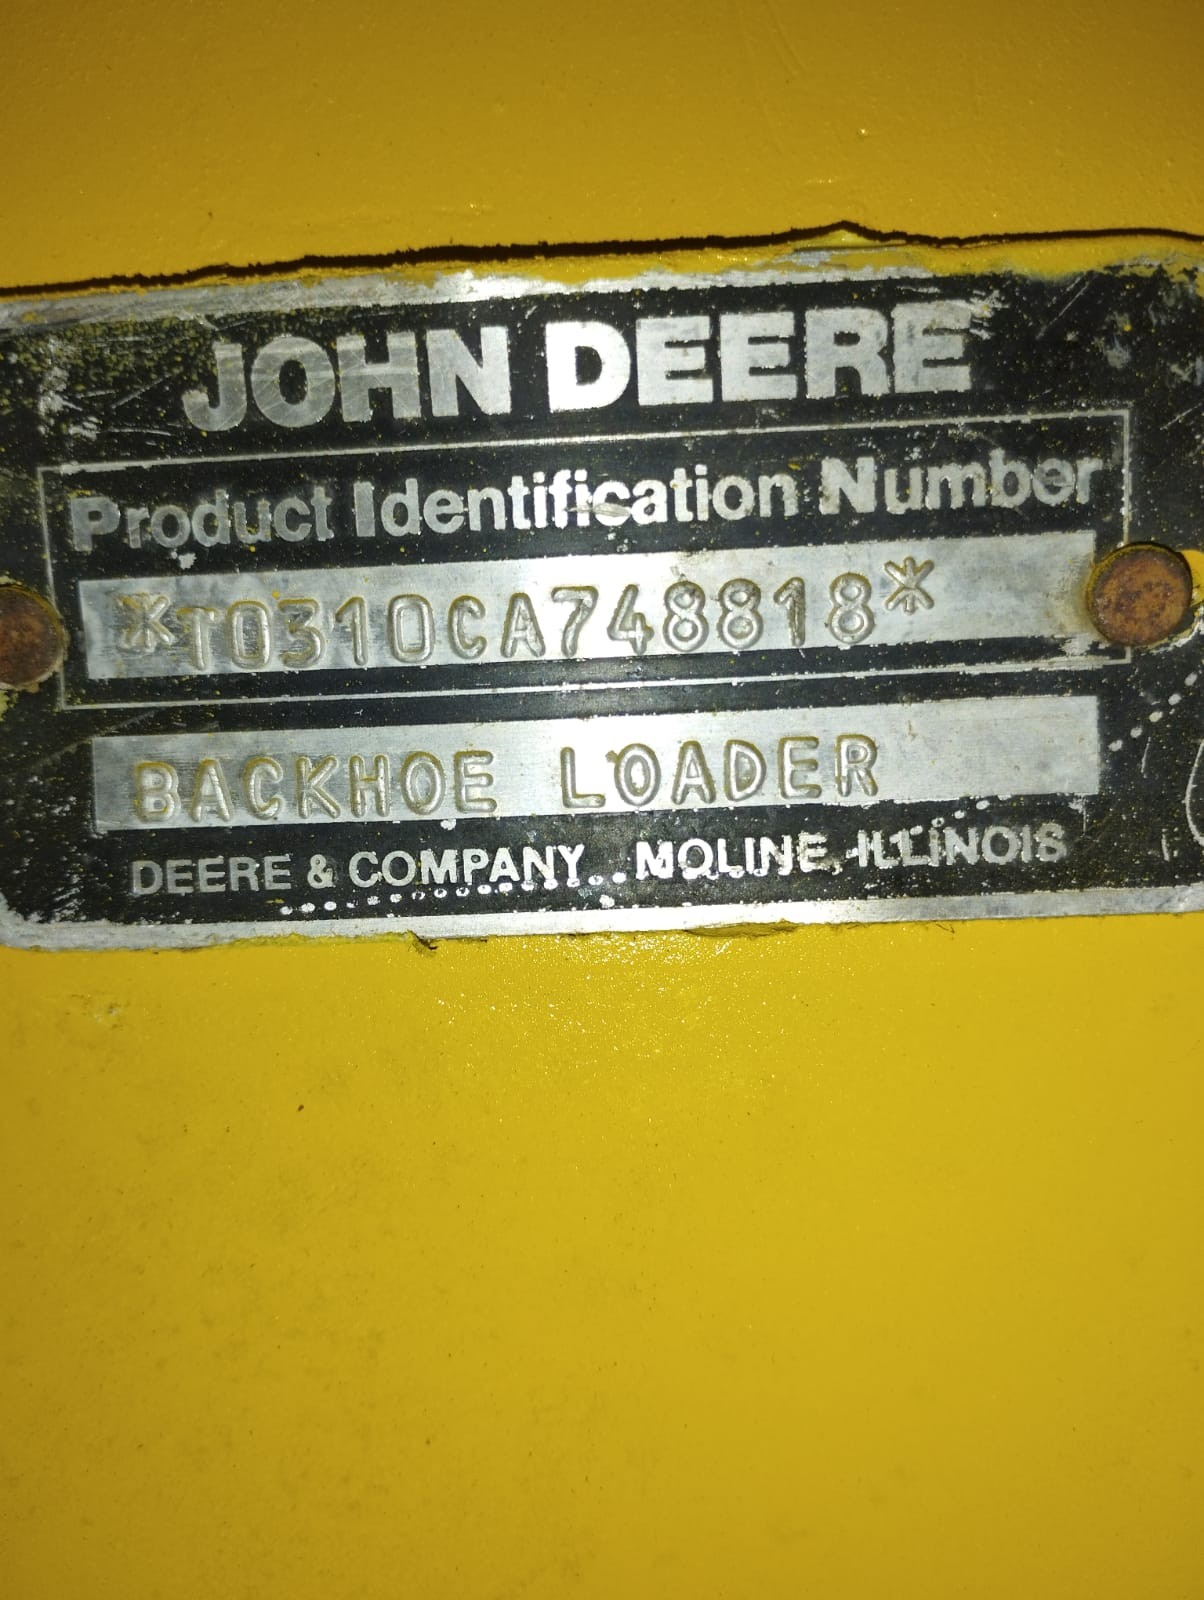 JOHN DEERE
Product Identification Number
*T0310CA748818*
BACKHOE LOADER
DEERE & COMPANY MOLINE, ILLINOIS